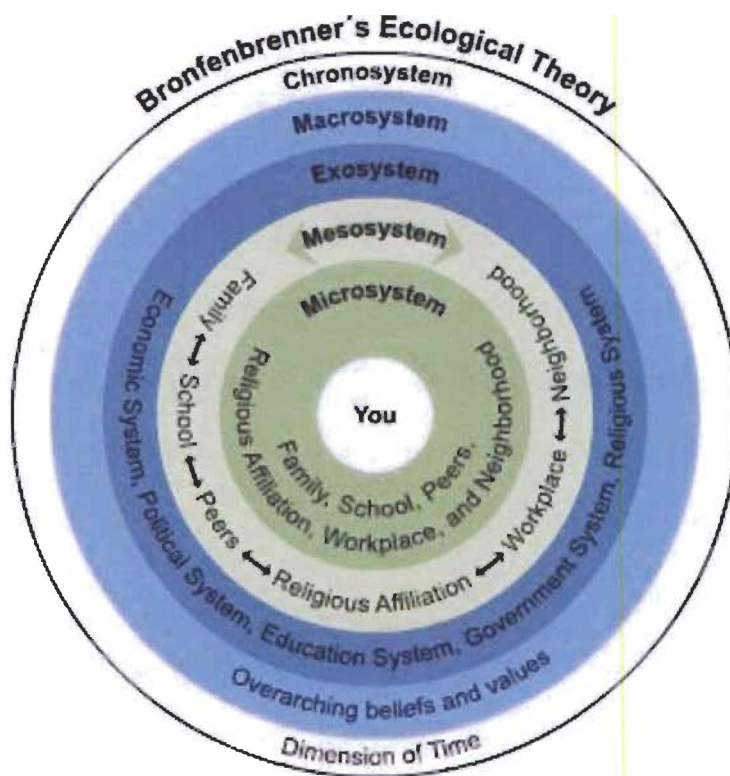 Bronfenbrenner´s Ecological Theory
Chronosystem
Macrosystem
Exosystem
Mesosystem
Microsystem
You
Family, School, Peers,
Religious Affiliation, Workplace, and Neighborhood
Family ↔ School ↔ Peers ↔ Religious Affiliation ↔ Workplace ↔ Neighborhood
Economic System, Political System, Education System, Government System, Religious System
Overarching beliefs and values
Dimension of Time